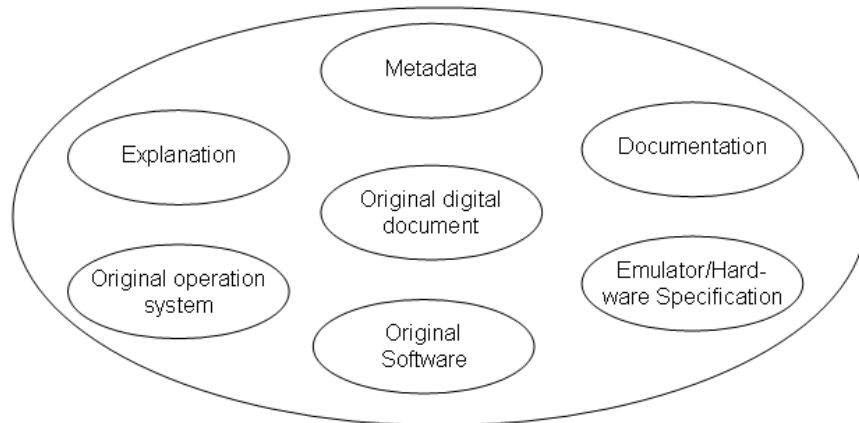 Metadata
Explanation
Documentation
Original digital
document
Original operation
system
Emulator/Hard-
ware Specification
Original
Software